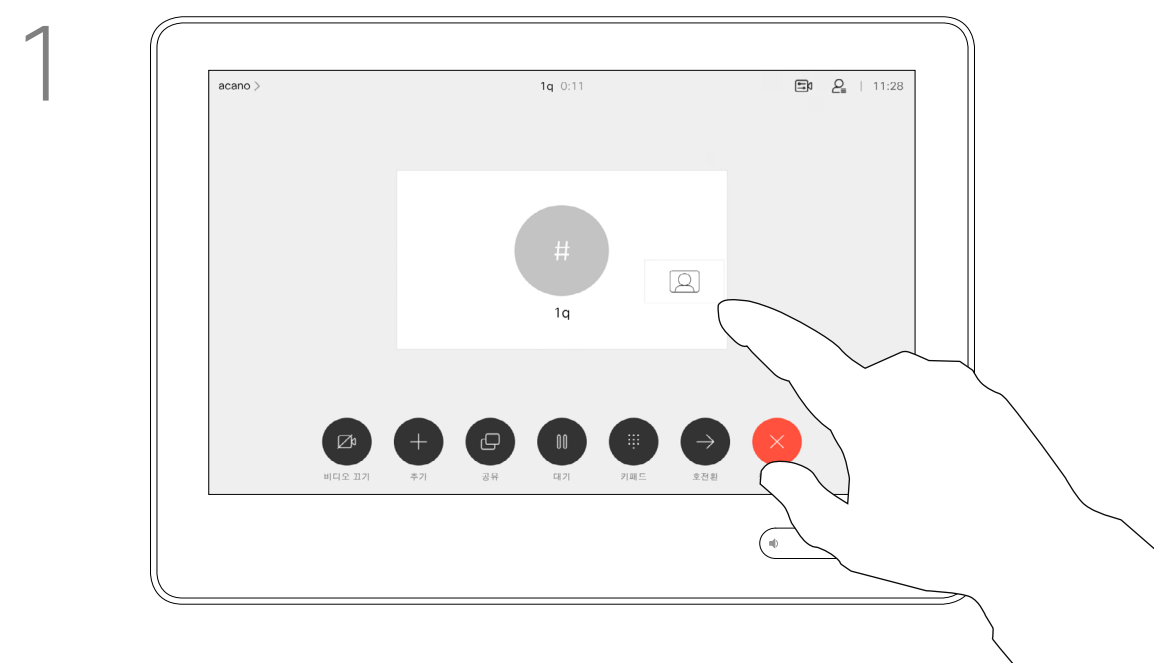 1
acano >
1q 0:11
11:28
#
1q
비디오 끄기
추가
공유
대기
키패드
호전환